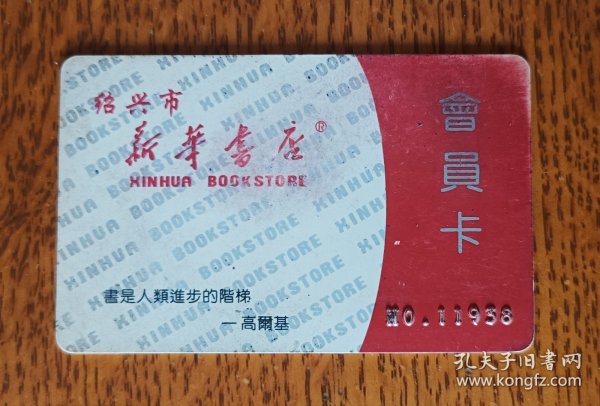 绍兴市
新華書店®
XINHUA BOOKSTORE
會員卡
書是人類進步的階梯
—高爾基
NO.11938
孔夫子旧书网
www.kongfz.com